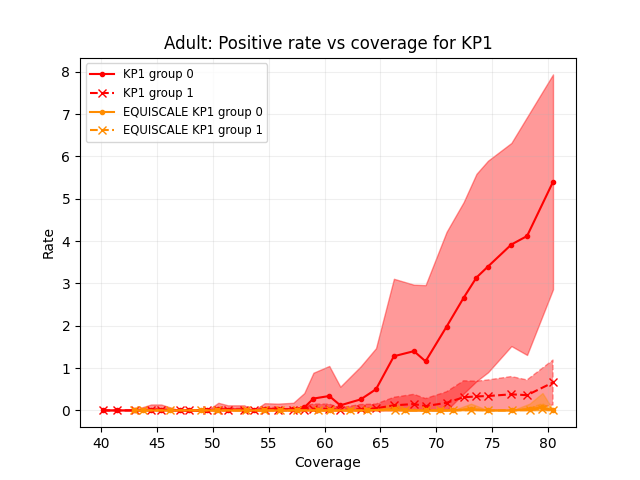 Adult: Positive rate vs coverage for KP1
KP1 group 0
KP1 group 1
EQUISCALE KP1 group 0
EQUISCALE KP1 group 1
8
7
6
5
4
3
2
1
0
Rate
40 45 50 55 60 65 70 75 80
Coverage